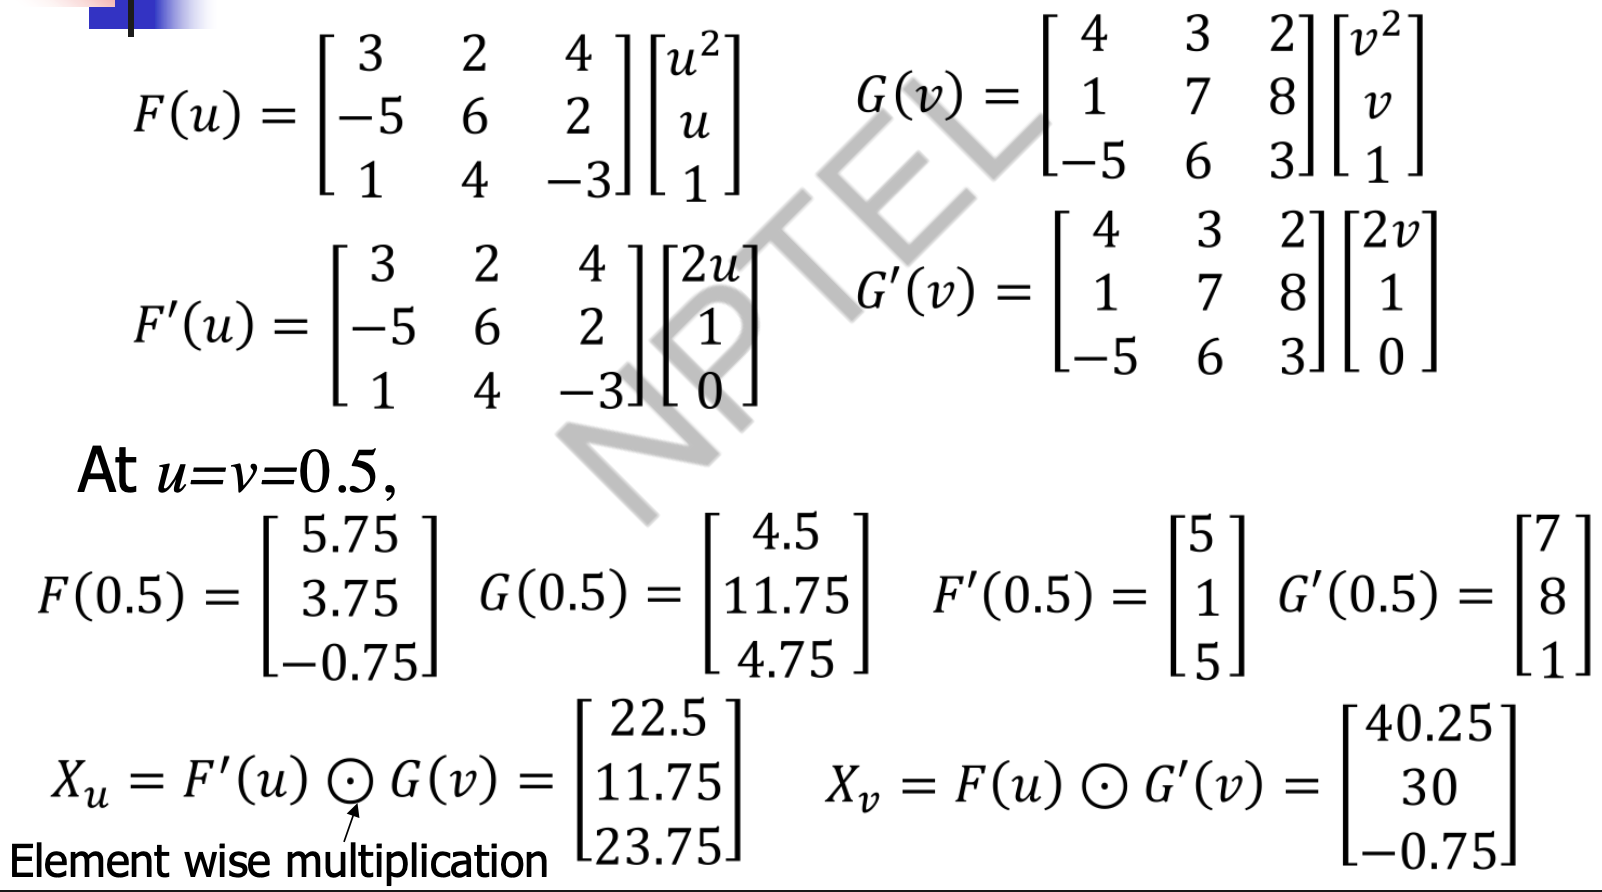 F(u) = [3 2 4; −5 6 2; 1 4 −3] [u²; u; 1]
G(v) = [4 3 2; 1 7 8; −5 6 3] [v²; v; 1]
F′(u) = [3 2 4; −5 6 2; 1 4 −3] [2u; 1; 0]
G′(v) = [4 3 2; 1 7 8; −5 6 3] [2v; 1; 0]
NPTEL
At u=v=0.5,
F(0.5) = [5.75; 3.75; −0.75] G(0.5) = [4.5; 11.75; 4.75] F′(0.5) = [5; 1; 5] G′(0.5) = [7; 8; 1]
X_u = F′(u) ⊙ G(v) = [22.5; 11.75; 23.75]
X_v = F(u) ⊙ G′(v) = [40.25; 30; −0.75]
Element wise multiplication